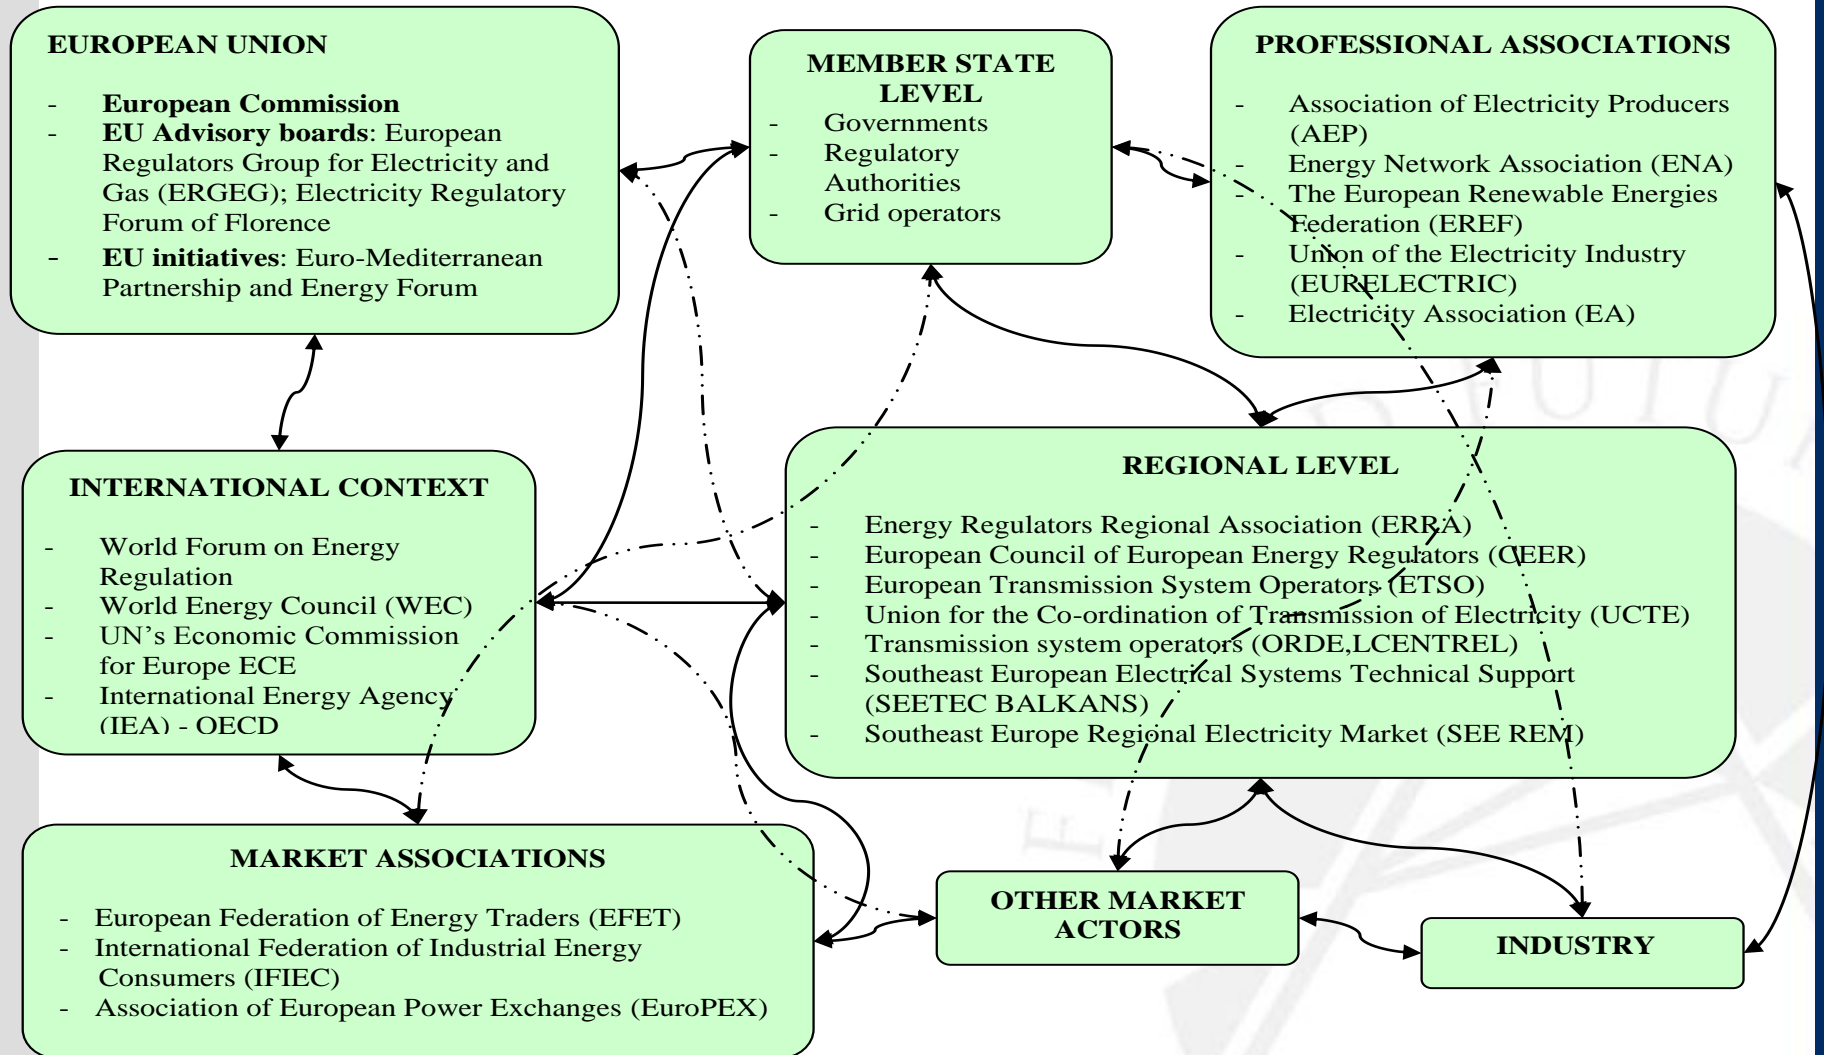 EUROPEAN UNION
- European Commission
- EU Advisory boards: European
Regulators Group for Electricity and
Gas (ERGEG); Electricity Regulatory
Forum of Florence
- EU initiatives: Euro-Mediterranean
Partnership and Energy Forum
MEMBER STATE
LEVEL
- Governments
- Regulatory
Authorities
- Grid operators
PROFESSIONAL ASSOCIATIONS
- Association of Electricity Producers
(AEP)
- Energy Network Association (ENA)
- The European Renewable Energies
Federation (EREF)
- Union of the Electricity Industry
(EURELECTRIC)
- Electricity Association (EA)
INTERNATIONAL CONTEXT
- World Forum on Energy
Regulation
- World Energy Council (WEC)
- UN’s Economic Commission
for Europe ECE
- International Energy Agency
(IEA) - OECD
REGIONAL LEVEL
- Energy Regulators Regional Association (ERRA)
- European Council of European Energy Regulators (CEER)
- European Transmission System Operators (ETSO)
- Union for the Co-ordination of Transmission of Electricity (UCTE)
- Transmission system operators (ORDE,LCENTREL)
- Southeast European Electrical Systems Technical Support
(SEETEC BALKANS)
- Southeast Europe Regional Electricity Market (SEE REM)
MARKET ASSOCIATIONS
- European Federation of Energy Traders (EFET)
- International Federation of Industrial Energy
Consumers (IFIEC)
- Association of European Power Exchanges (EuroPEX)
OTHER MARKET
ACTORS
INDUSTRY